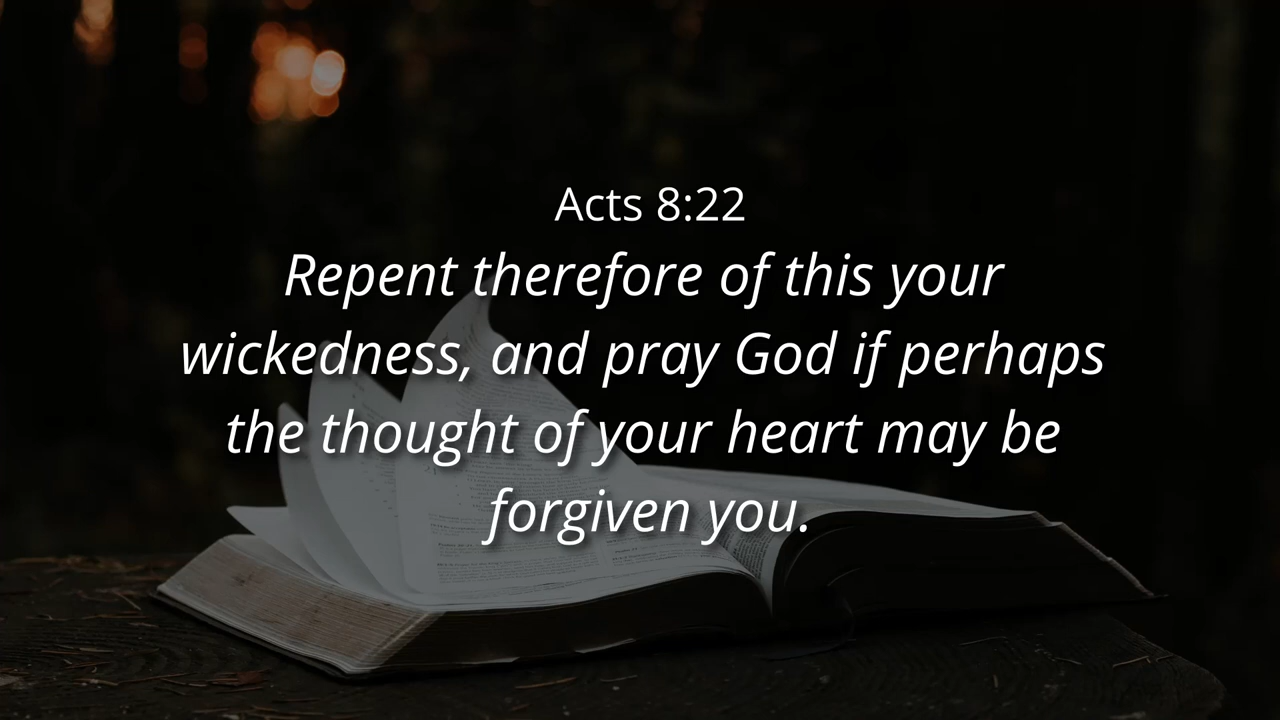 Acts 8:22
Repent therefore of this your
wickedness, and pray God if perhaps
the thought of your heart may be
forgiven you.